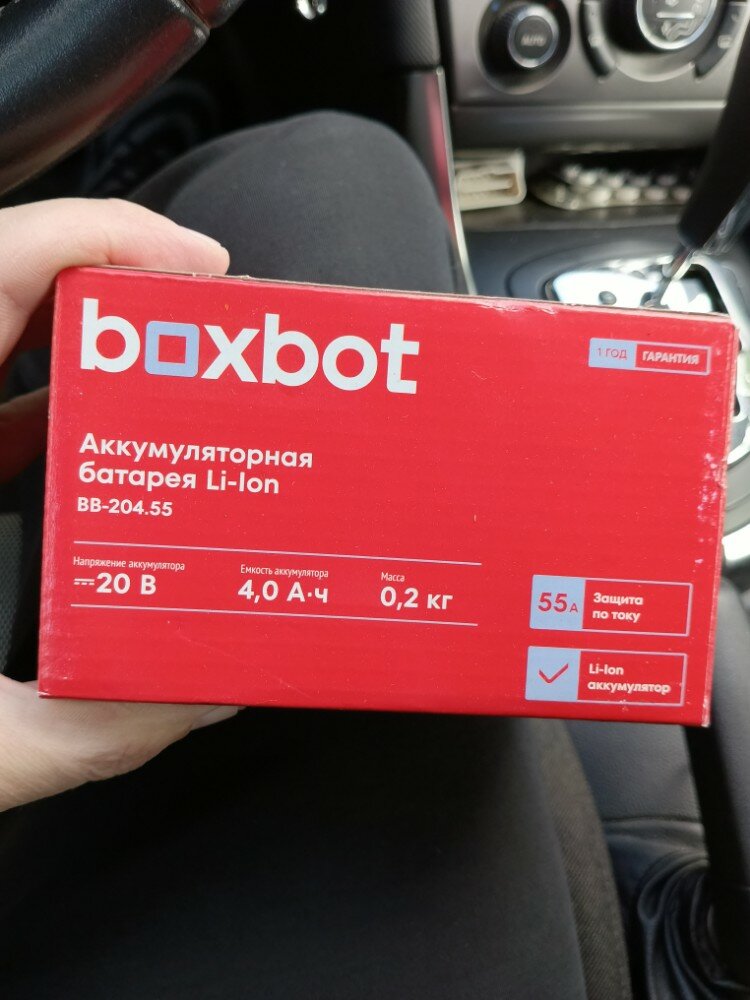 AUTO
boxbot
1 ГОД ГАРАНТИЯ
Аккумуляторная
батарея Li-Ion
BB-204.55
Напряжение аккумулятора
20 В
Емкость аккумулятора
4,0 А·ч
Масса
0,2 кг
55А
Защита
по току
Li-Ion
аккумулятор